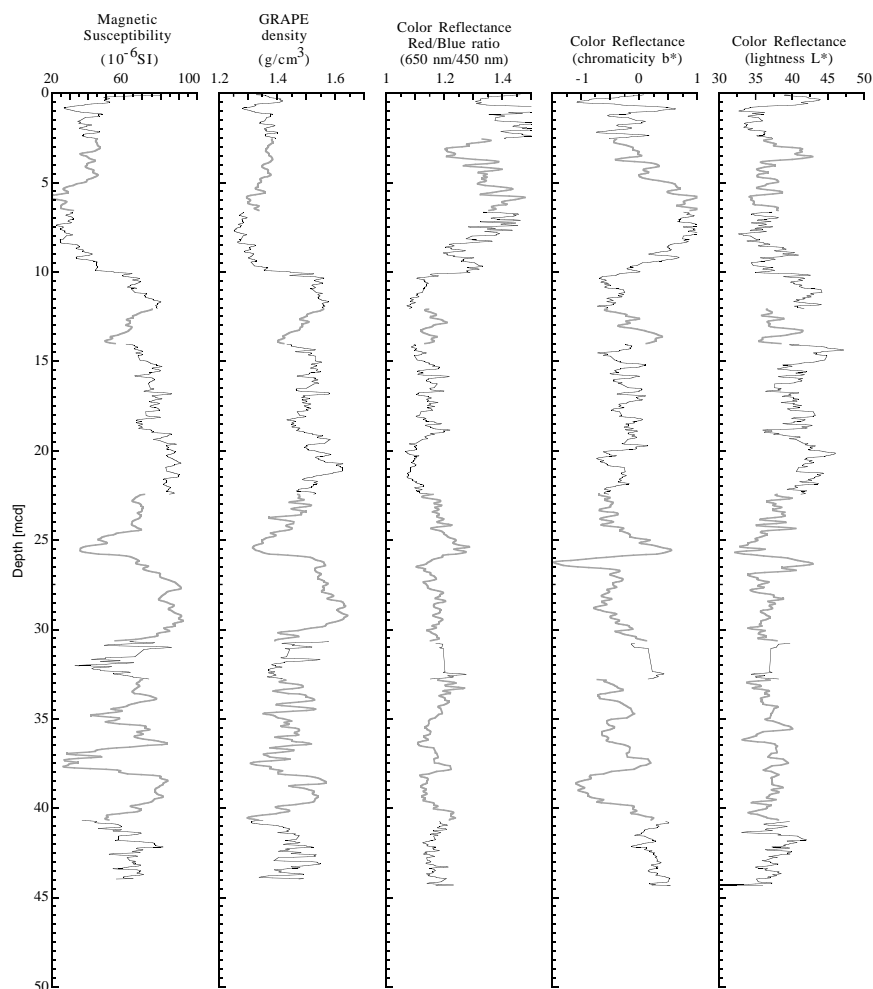 Magnetic
Susceptibility
(10-6SI)
GRAPE
density
(g/cm3)
Color Reflectance
Red/Blue ratio
(650 nm/450 nm)
Color Reflectance
(chromaticity b*)
Color Reflectance
(lightness L*)
20 60 100
1.2 1.4 1.6
1 1.2 1.4
-1 0 1
30 35 40 45 50
0
5
10
15
20
25
30
35
40
45
50
Depth [mcd]